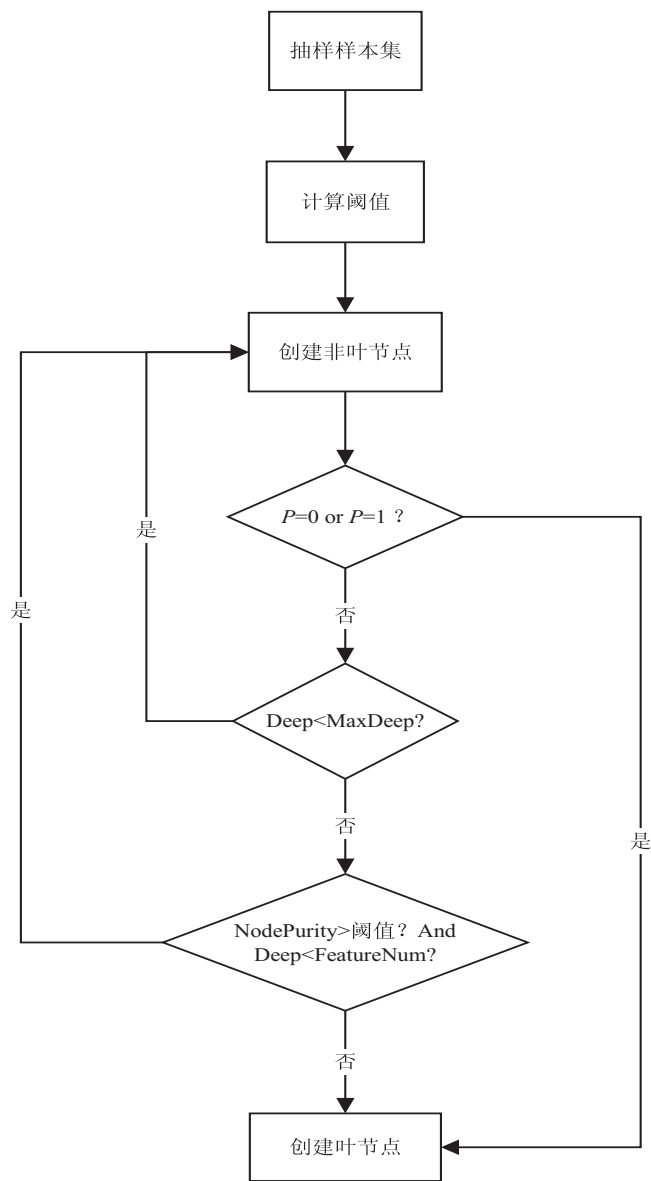 抽样样本集
计算阈值
创建非叶节点
P=0 or P=1 ？
是
是
否
Deep<MaxDeep?
否
是
NodePurity>阈值？And
Deep<FeatureNum?
否
创建叶节点